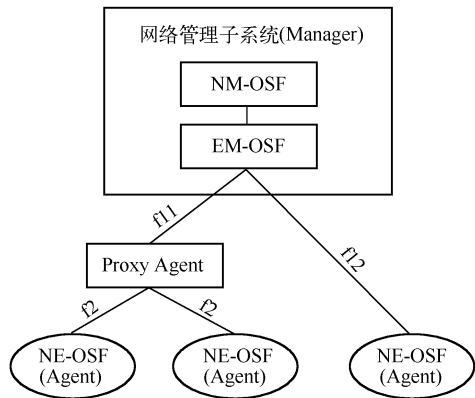 网络管理子系统(Manager)
NM-OSF
EM-OSF
f11
f12
Proxy Agent
f2
f2
NE-OSF
(Agent)
NE-OSF
(Agent)
NE-OSF
(Agent)